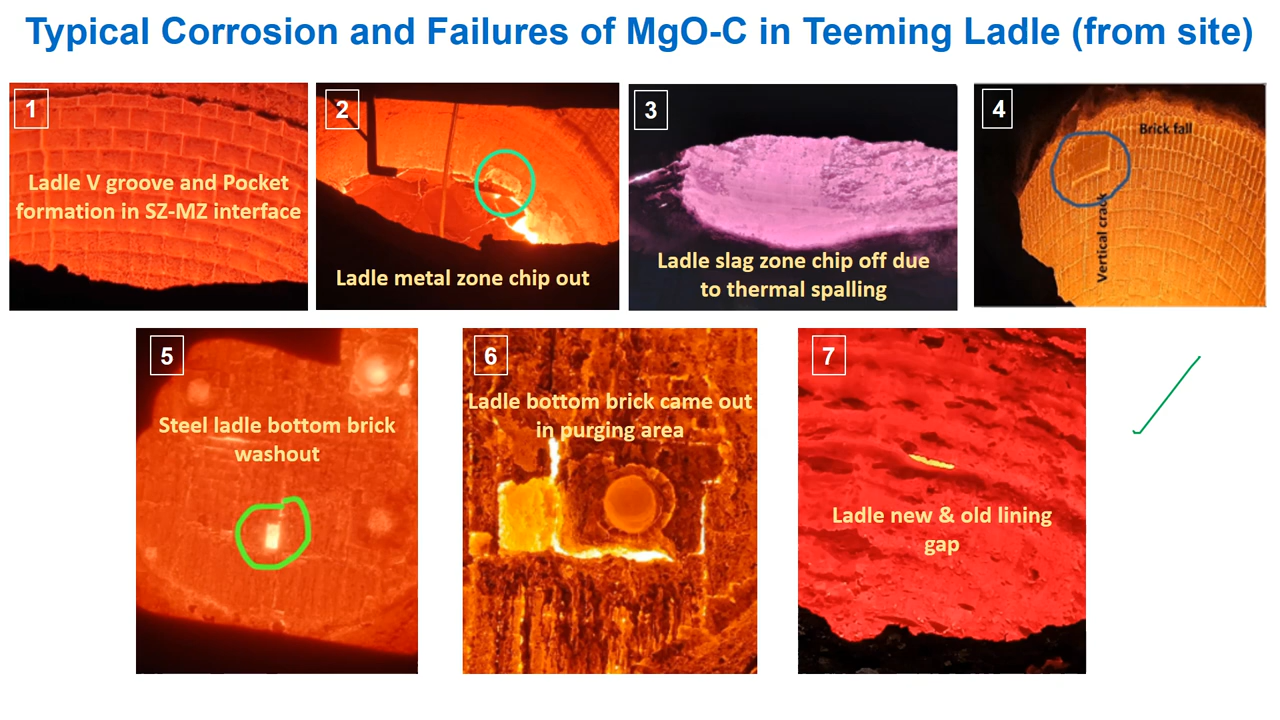 Typical Corrosion and Failures of MgO-C in Teeming Ladle (from site)
1
Ladle V groove and Pocket
formation in SZ-MZ interface
2
Ladle metal zone chip out
3
Ladle slag zone chip off due
to thermal spalling
4
Brick fall
Vertical crack
5
Steel ladle bottom brick
washout
6
Ladle bottom brick came out
in purging area
7
Ladle new & old lining
gap